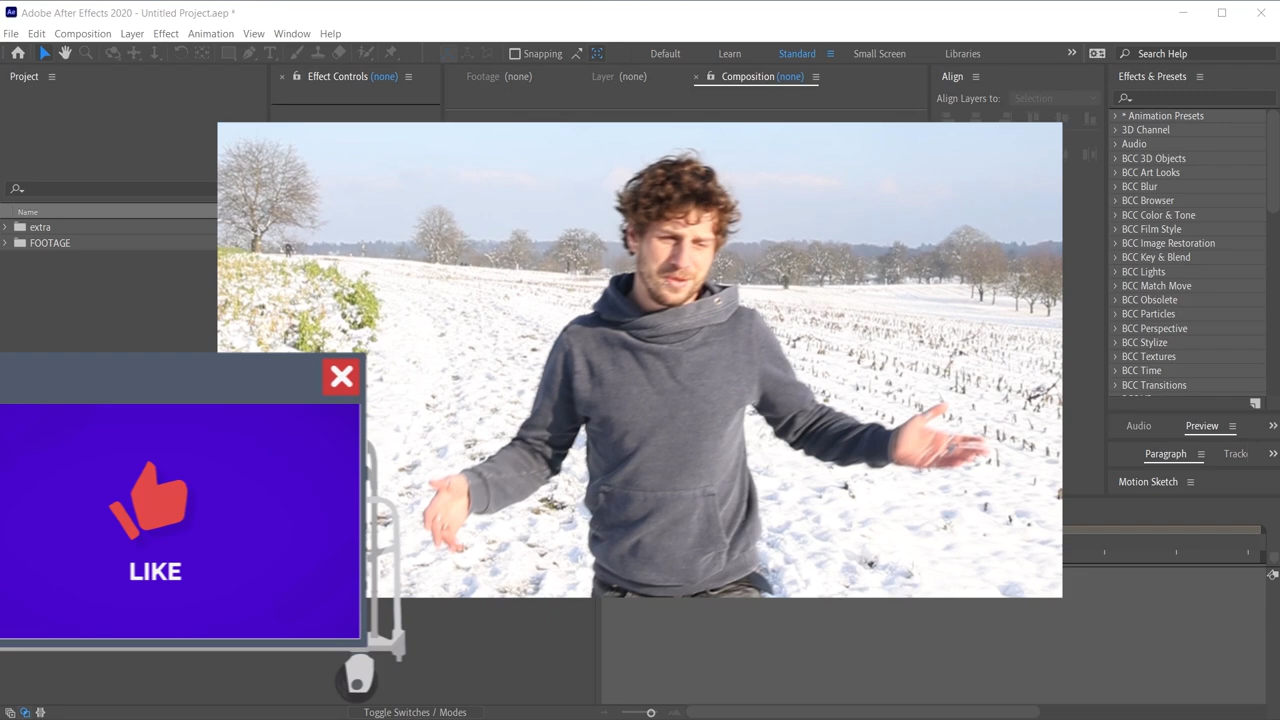 Adobe After Effects 2020 - Untitled Project.aep *
File Edit Composition Layer Effect Animation View Window Help
Snapping Default Learn Standard Small Screen Libraries Search Help
Project Effect Controls (none) Footage (none) Layer (none) Composition (none) Align Effects & Presets
Align Layers to: Selection
* Animation Presets
3D Channel
Audio
BCC 3D Objects
BCC Art Looks
BCC Blur
BCC Browser
BCC Color & Tone
BCC Film Style
BCC Image Restoration
BCC Key & Blend
BCC Lights
BCC Match Move
BCC Obsolete
BCC Particles
BCC Perspective
BCC Stylize
BCC Textures
BCC Time
BCC Transitions
Name
extra
FOOTAGE
Audio Preview
Paragraph Track
Motion Sketch
LIKE
Toggle Switches / Modes